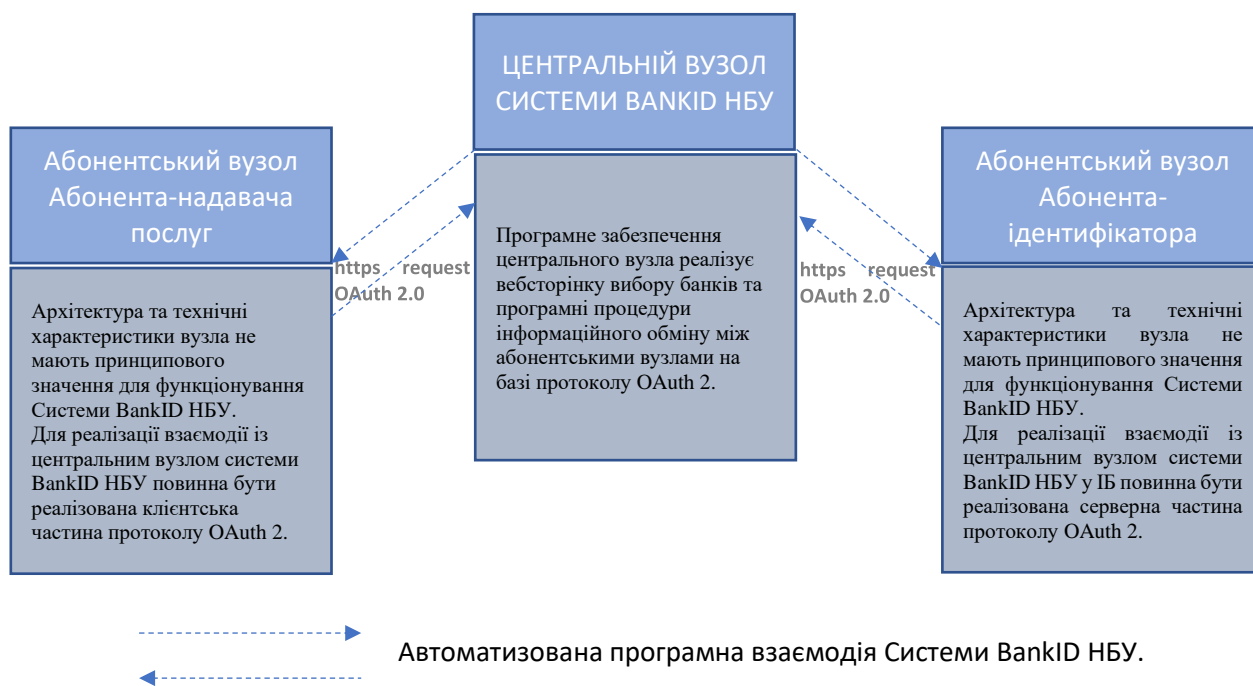 ЦЕНТРАЛЬНІЙ ВУЗОЛ
СИСТЕМИ BANKID НБУ
Абонентський вузол
Абонента-надавача
послуг
Абонентський вузол
Абонента-
ідентифікатора
Програмне забезпечення
центрального вузла реалізує
вебсторінку вибору банків та
програмні процедури
інформаційного обміну між
абонентськими вузлами на
базі протоколу OAuth 2.
https request
OAuth 2.0
https request
OAuth 2.0
Архітектура та технічні
характеристики вузла не
мають принципового
значення для функціонування
Системи BankID НБУ.
Для реалізації взаємодії із
центральним вузлом системи
BankID НБУ повинна бути
реалізована клієнтська
частина протоколу OAuth 2.
Архітектура та технічні
характеристики вузла не
мають принципового значення
для функціонування Системи
BankID НБУ.
Для реалізації взаємодії із
центральним вузлом системи
BankID НБУ у ІБ повинна бути
реалізована серверна частина
протоколу OAuth 2.
Автоматизована програмна взаємодія Системи BankID НБУ.